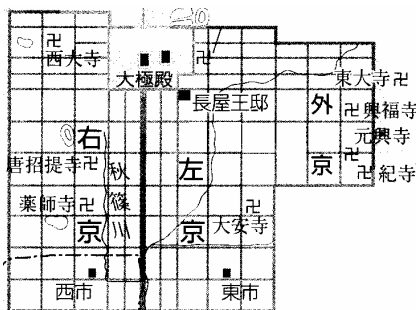 西大寺
大極殿
東大寺
長屋王邸
外京
興福寺
元興寺
右京
左京
唐招提寺
秋篠川
紀寺
薬師寺
大安寺
西市
東市